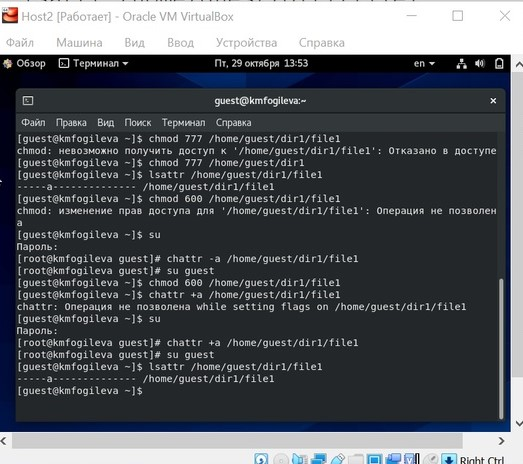 Host2 [Работает] - Oracle VM VirtualBox
Файл Машина Вид Ввод Устройства Справка
Обзор Терминал Пт, 29 октября 13:53 en
guest@kmfogileva:~
Файл Правка Вид Поиск Терминал Справка
[guest@kmfogileva ~]$ chmod 777 /home/guest/dir1/file1
chmod: невозможно получить доступ к '/home/guest/dir1/file1': Отказано в доступе
[guest@kmfogileva ~]$ chmod 777 /home/guest/dir1
[guest@kmfogileva ~]$ lsattr /home/guest/dir1/file1
-----a-------------- /home/guest/dir1/file1
[guest@kmfogileva ~]$ chmod 600 /home/guest/dir1/file1
chmod: изменение прав доступа для '/home/guest/dir1/file1': Операция не позволен
а
[guest@kmfogileva ~]$ su
Пароль:
[root@kmfogileva guest]# chattr -a /home/guest/dir1/file1
[root@kmfogileva guest]# su guest
[guest@kmfogileva ~]$ chmod 600 /home/guest/dir1/file1
[guest@kmfogileva ~]$ chattr +a /home/guest/dir1/file1
chattr: Операция не позволена while setting flags on /home/guest/dir1/file1
[guest@kmfogileva ~]$ su
Пароль:
[root@kmfogileva guest]# chattr +a /home/guest/dir1/file1
[root@kmfogileva guest]# su guest
[guest@kmfogileva ~]$ lsattr /home/guest/dir1/file1
-----a-------------- /home/guest/dir1/file1
[guest@kmfogileva ~]$
Right Ctrl